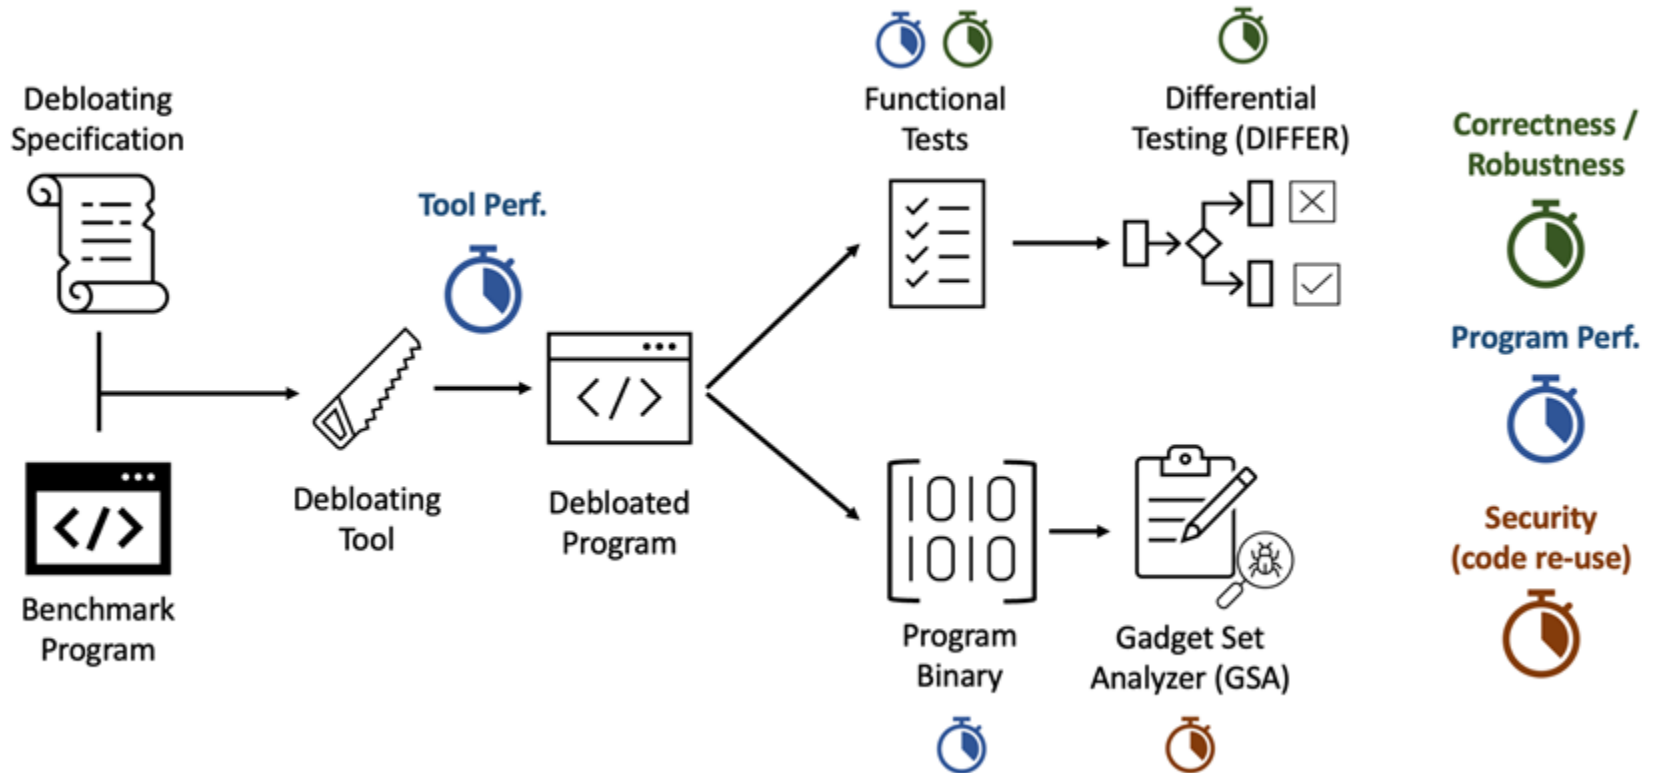 Debloating
Specification
Benchmark
Program
Tool Perf.
Debloating
Tool
</>
Debloated
Program
</>
Functional
Tests
Differential
Testing (DIFFER)
1010
1010
Program
Binary
Gadget Set
Analyzer (GSA)
Correctness /
Robustness
Program Perf.
Security
(code re-use)